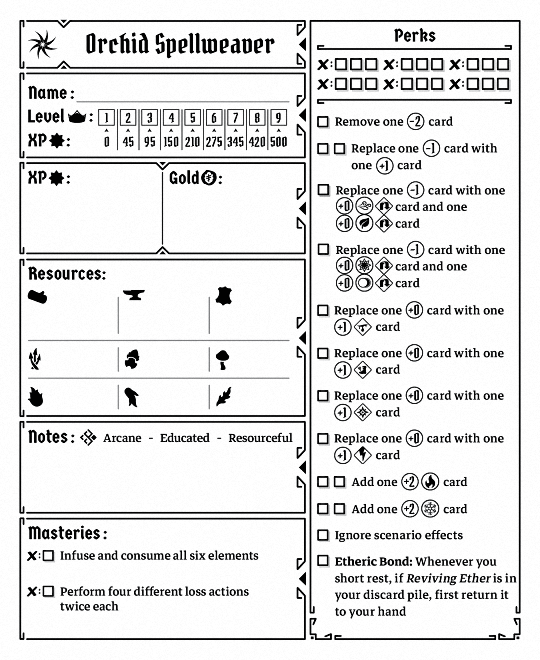 Orchid Spellweaver
Name:
Level : 1 2 3 4 5 6 7 8 9
XP : 0 45 95 150 210 275 345 420 500
XP : Gold :
Resources:
Notes: Arcane - Educated - Resourceful
Masteries:
Infuse and consume all six elements
Perform four different loss actions
twice each
Perks
Remove one -2 card
Replace one -1 card with
one +1 card
Replace one -1 card with one
+0 card and one
+0 card
Replace one -1 card with one
+0 card and one
+0 card
Replace one +0 card with one
+1 card
Replace one +0 card with one
+1 card
Replace one +0 card with one
+1 card
Replace one +0 card with one
+1 card
Add one +2 card
Add one +2 card
Ignore scenario effects
Etheric Bond: Whenever you
short rest, if Reviving Ether is in
your discard pile, first return it
to your hand